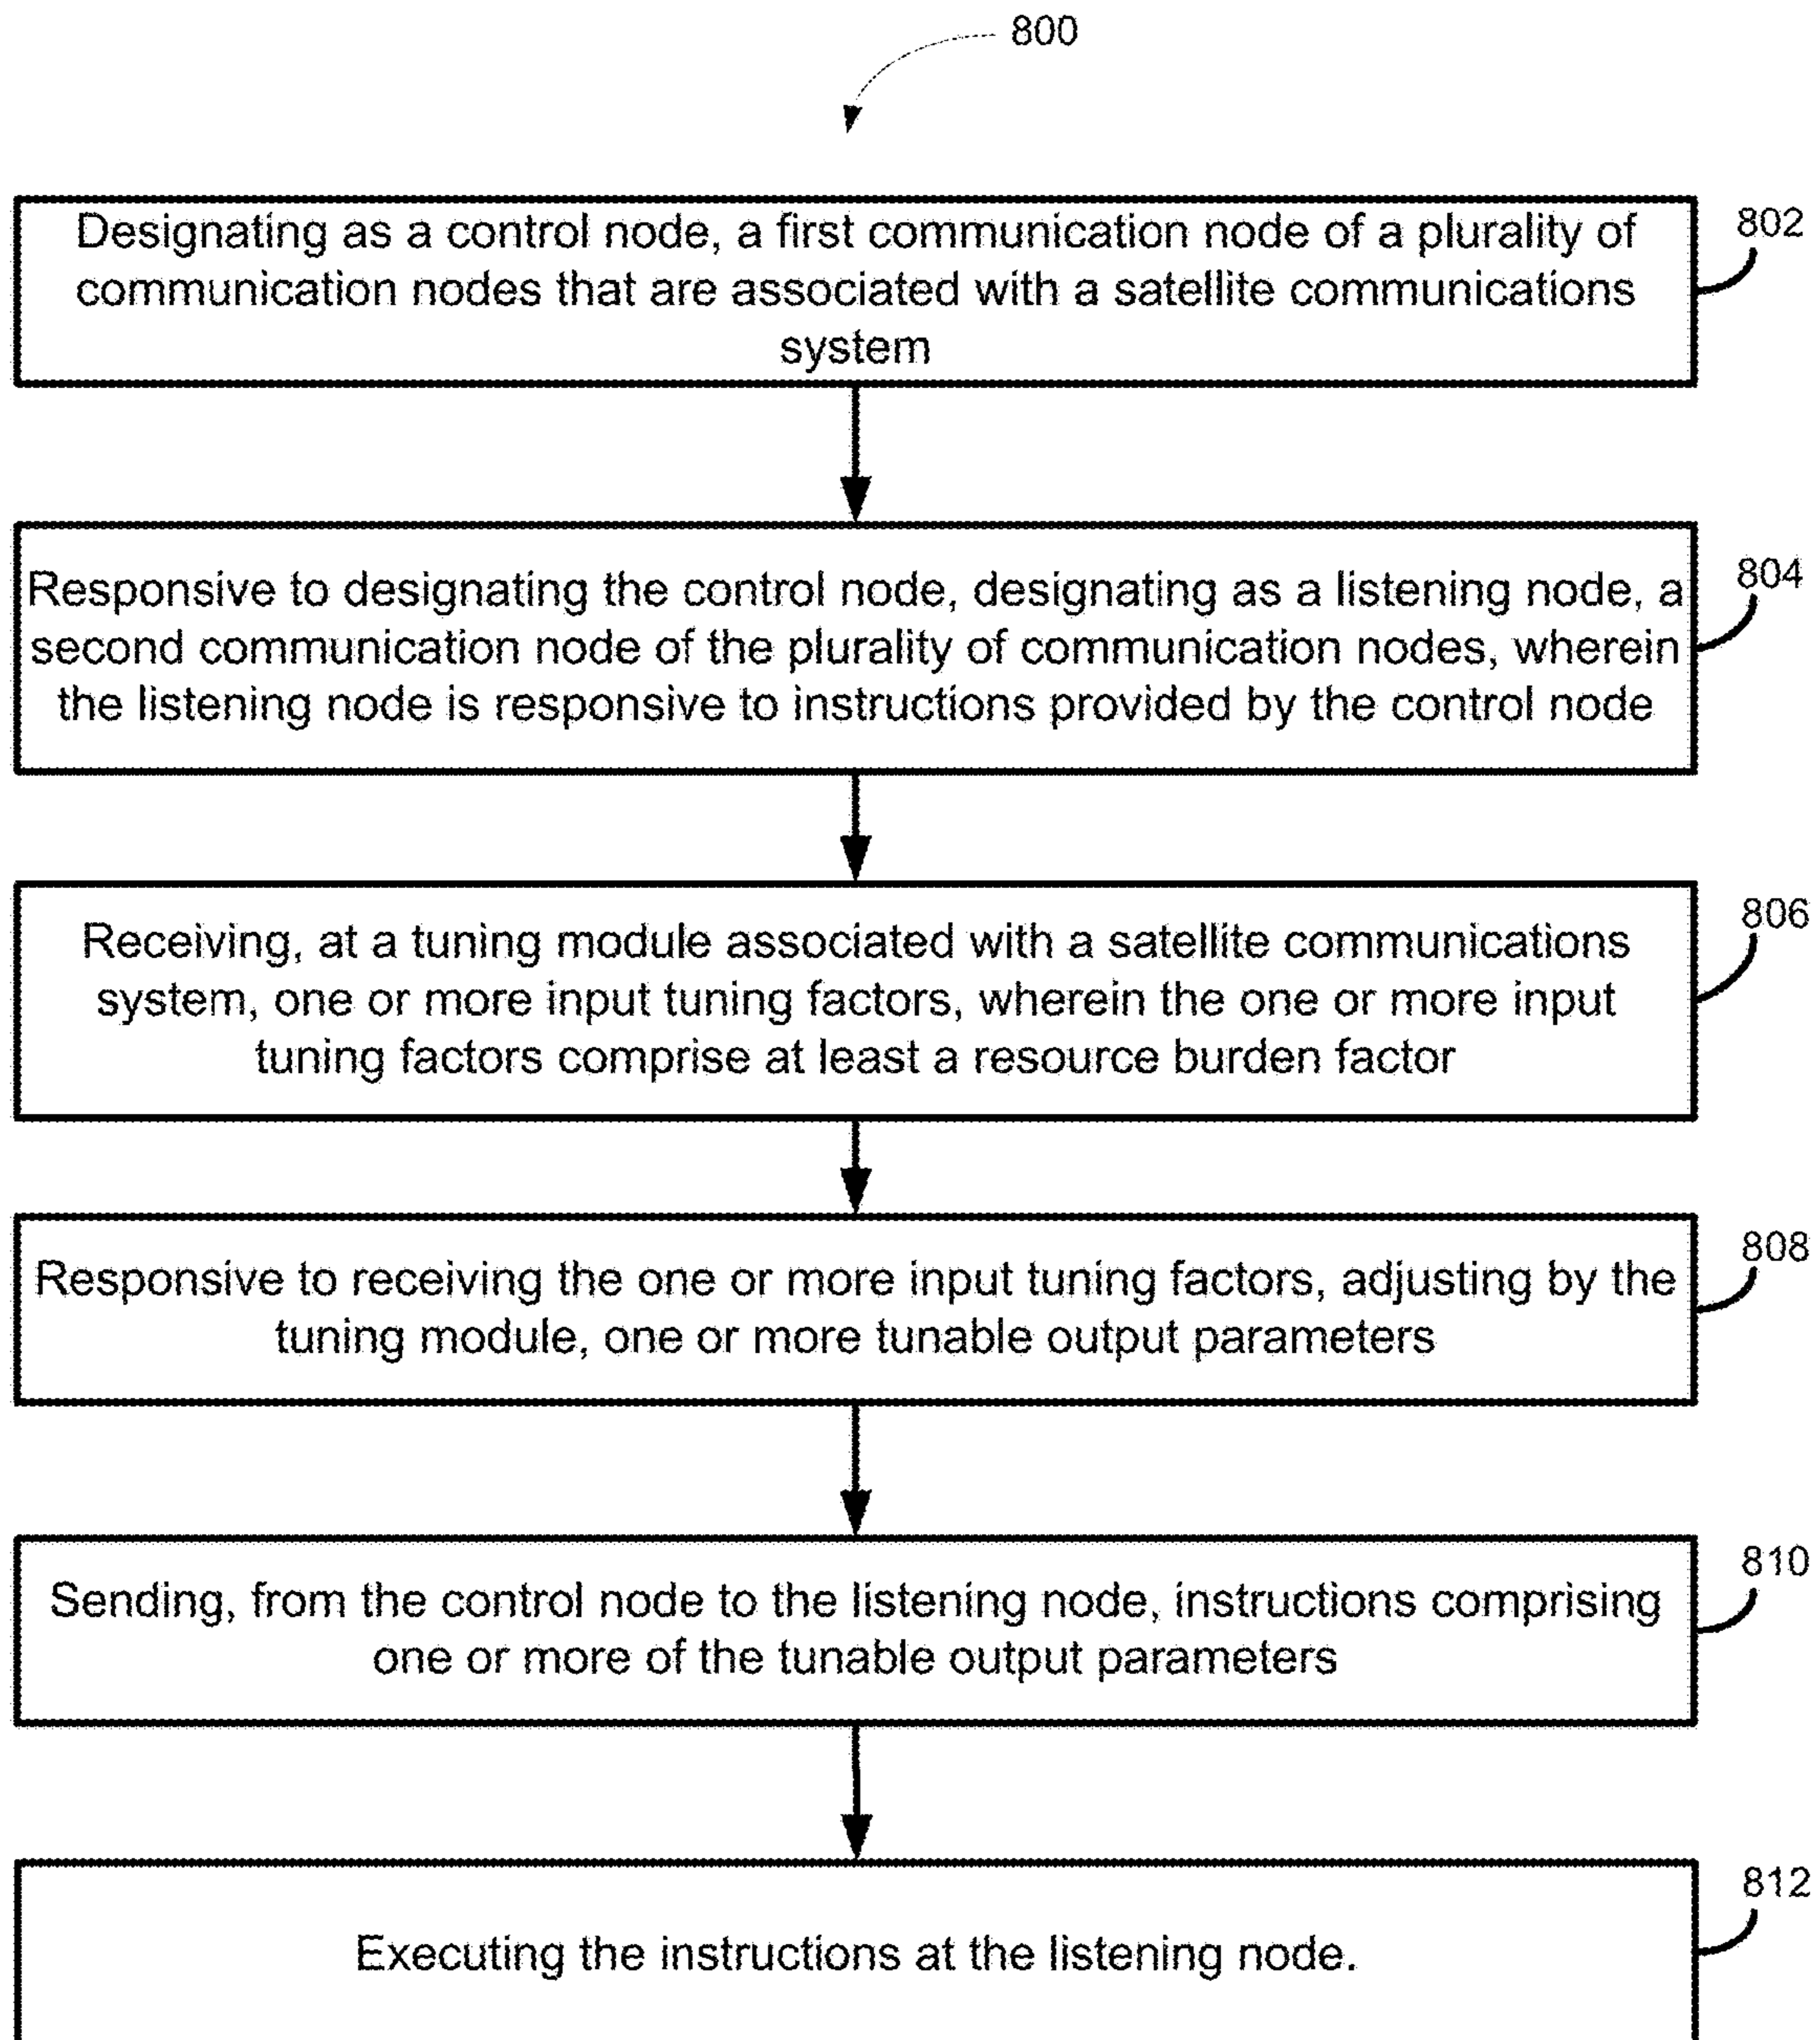 800
Designating as a control node, a first communication node of a plurality of
communication nodes that are associated with a satellite communications
system
802
Responsive to designating the control node, designating as a listening node, a
second communication node of the plurality of communication nodes, wherein
the listening node is responsive to instructions provided by the control node
804
Receiving, at a tuning module associated with a satellite communications
system, one or more input tuning factors, wherein the one or more input
tuning factors comprise at least a resource burden factor
806
Responsive to receiving the one or more input tuning factors, adjusting by the
tuning module, one or more tunable output parameters
808
Sending, from the control node to the listening node, instructions comprising
one or more of the tunable output parameters
810
Executing the instructions at the listening node.
812